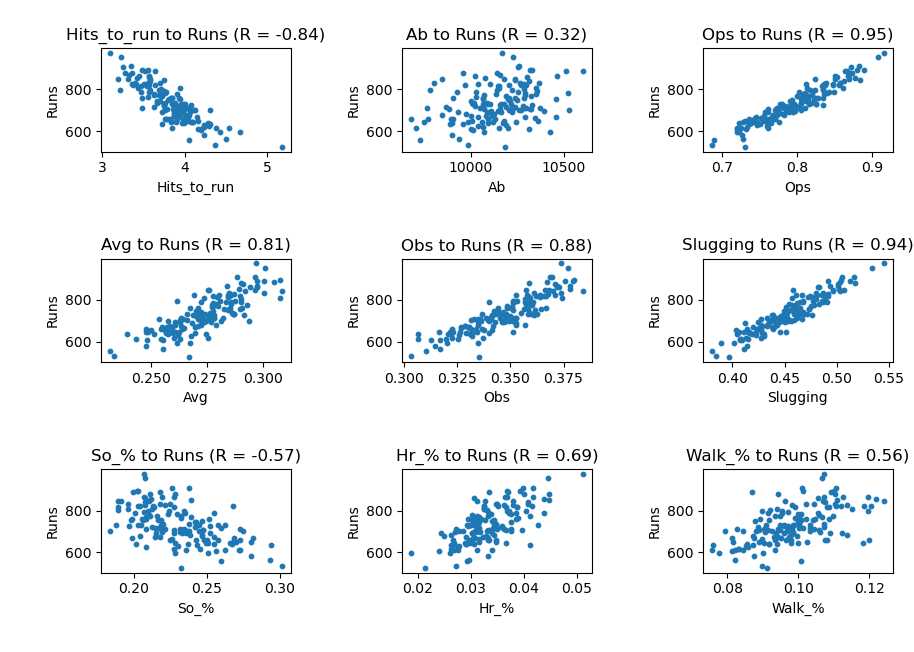 Hits_to_run to Runs (R = -0.84)
Runs
800
600
3 4 5
Hits_to_run
Ab to Runs (R = 0.32)
Runs
800
600
10000 10500
Ab
Ops to Runs (R = 0.95)
Runs
800
600
0.7 0.8 0.9
Ops
Avg to Runs (R = 0.81)
Runs
800
600
0.250 0.275 0.300
Avg
Obs to Runs (R = 0.88)
Runs
800
600
0.300 0.325 0.350 0.375
Obs
Slugging to Runs (R = 0.94)
Runs
800
600
0.40 0.45 0.50 0.55
Slugging
So_% to Runs (R = -0.57)
Runs
800
600
0.20 0.25 0.30
So_%
Hr_% to Runs (R = 0.69)
Runs
800
600
0.02 0.03 0.04 0.05
Hr_%
Walk_% to Runs (R = 0.56)
Runs
800
600
0.08 0.10 0.12
Walk_%